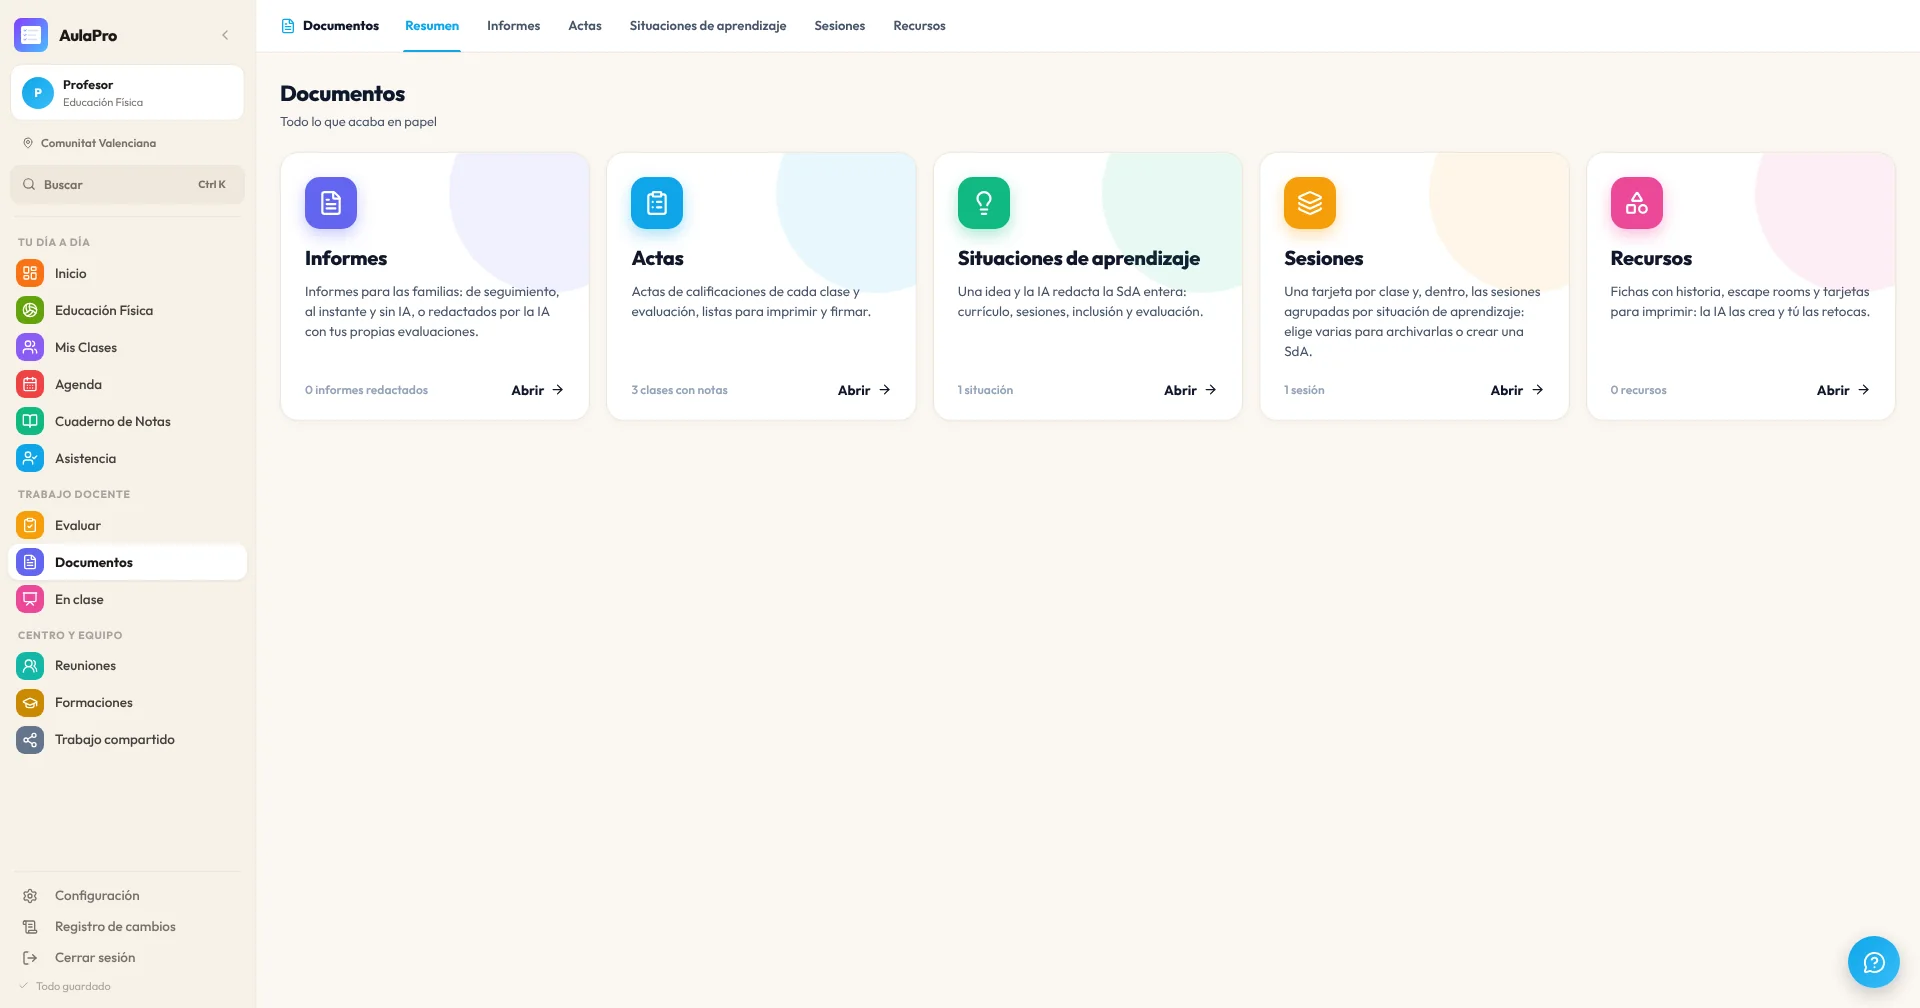 AulaPro
P
Profesor
Educación Física
Comunitat Valenciana
Buscar
Ctrl K
TU DÍA A DÍA
Inicio
Educación Física
Mis Clases
Agenda
Cuaderno de Notas
Asistencia
TRABAJO DOCENTE
Evaluar
Documentos
En clase
CENTRO Y EQUIPO
Reuniones
Formaciones
Trabajo compartido
Configuración
Registro de cambios
Cerrar sesión
Todo guardado
Documentos
Resumen
Informes
Actas
Situaciones de aprendizaje
Sesiones
Recursos
Documentos
Todo lo que acaba en papel
Informes
Informes para las familias: de seguimiento,
al instante y sin IA, o redactados por la IA
con tus propias evaluaciones.
0 informes redactados
Abrir
Actas
Actas de calificaciones de cada clase y
evaluación, listas para imprimir y firmar.
3 clases con notas
Abrir
Situaciones de aprendizaje
Una idea y la IA redacta la SdA entera:
currículo, sesiones, inclusión y evaluación.
1 situación
Abrir
Sesiones
Una tarjeta por clase y, dentro, las sesiones
agrupadas por situación de aprendizaje:
elige varias para archivarlas o crear una
SdA.
1 sesión
Abrir
Recursos
Fichas con historia, escape rooms y tarjetas
para imprimir: la IA las crea y tú las retocas.
0 recursos
Abrir